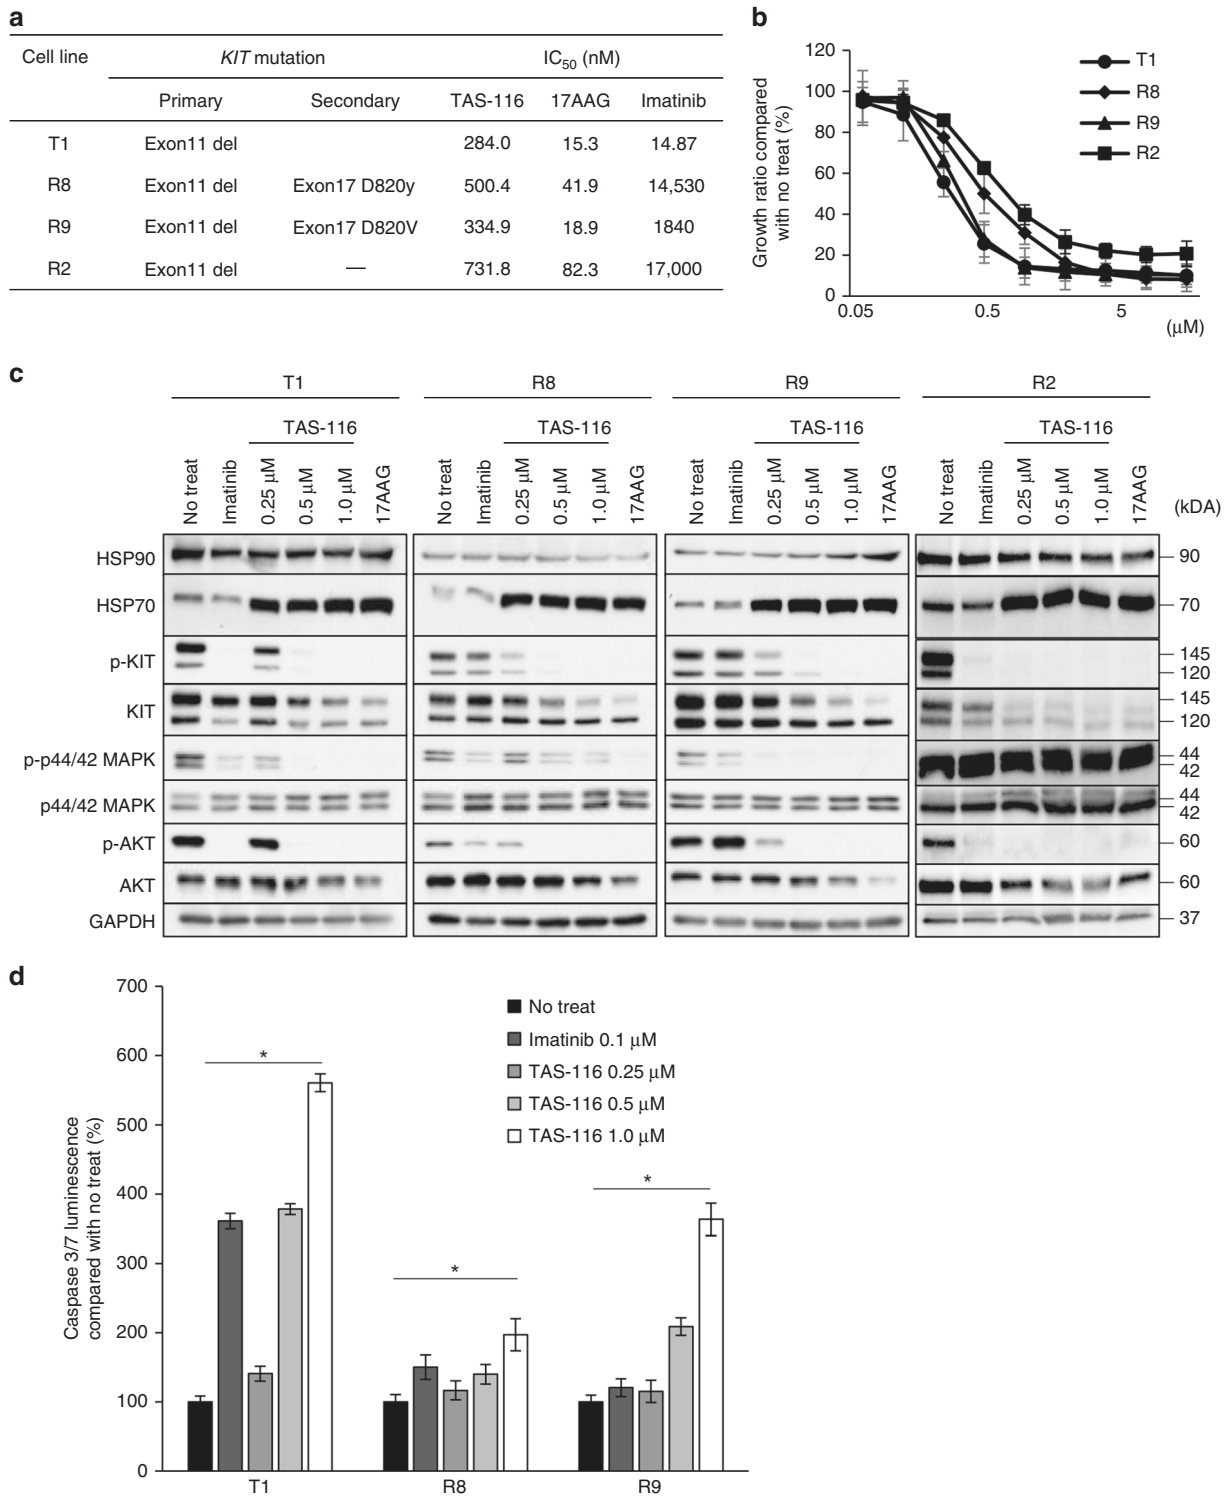 a
Cell line KIT mutation IC50 (nM)
Primary Secondary TAS-116 17AAG Imatinib
T1 Exon11 del 284.0 15.3 14.87
R8 Exon11 del Exon17 D820y 500.4 41.9 14,530
R9 Exon11 del Exon17 D820V 334.9 18.9 1840
R2 Exon11 del — 731.8 82.3 17,000
b
Growth ratio compared
with no treat (%)
120
100
80
60
40
20
0
0.05 0.5 5
(μM)
T1
R8
R9
R2
c
T1 R8 R9 R2
TAS-116 TAS-116 TAS-116 TAS-116
No treat Imatinib 0.25 μM 0.5 μM 1.0 μM 17AAG No treat Imatinib 0.25 μM 0.5 μM 1.0 μM 17AAG No treat Imatinib 0.25 μM 0.5 μM 1.0 μM 17AAG No treat Imatinib 0.25 μM 0.5 μM 1.0 μM 17AAG
(kDA)
HSP90 90
HSP70 70
p-KIT 145
120
KIT 145
120
p-p44/42 MAPK 44
42
p44/42 MAPK 44
42
p-AKT 60
AKT 60
GAPDH 37
d
Caspase 3/7 luminescence
compared with no treat (%)
700
600
500
400
300
200
100
0
No treat
Imatinib 0.1 μM
TAS-116 0.25 μM
TAS-116 0.5 μM
TAS-116 1.0 μM
* * *
T1 R8 R9